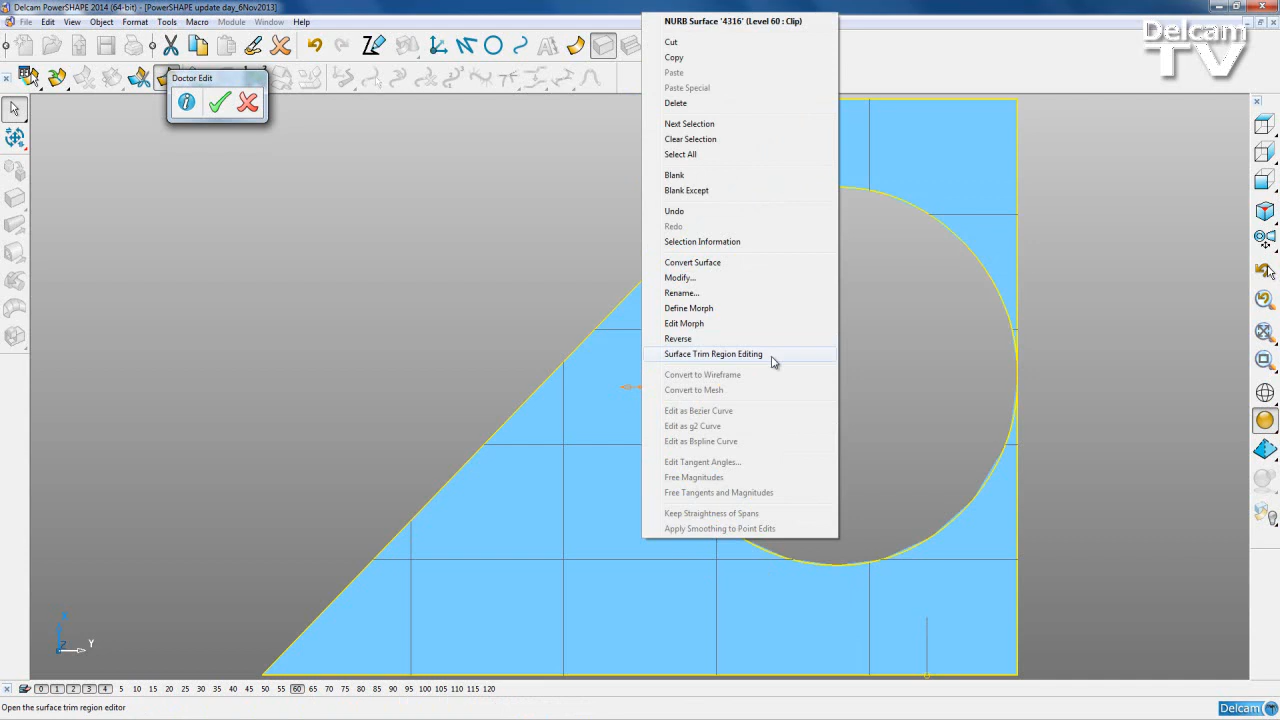 Delcam PowerSHAPE 2014 (64-bit) - [PowerSHAPE update day_6Nov2013]
File Edit View Object Format Tools Macro Module Window Help
Delcam
TV
Doctor Edit
NURB Surface '4316' (Level 60 : Clip)
Cut
Copy
Paste
Paste Special
Delete
Next Selection
Clear Selection
Select All
Blank
Blank Except
Undo
Redo
Selection Information
Convert Surface
Modify...
Rename...
Define Morph
Edit Morph
Reverse
Surface Trim Region Editing
Convert to Wireframe
Convert to Mesh
Edit as Bezier Curve
Edit as g2 Curve
Edit as Bspline Curve
Edit Tangent Angles...
Free Magnitudes
Free Tangents and Magnitudes
Keep Straightness of Spans
Apply Smoothing to Point Edits
Y
0 1 2 3 4 5 10 15 20 25 30 35 40 45 50 55 60 65 70 75 80 85 90 95 100 105 110 115 120
Open the surface trim region editor
Delcam